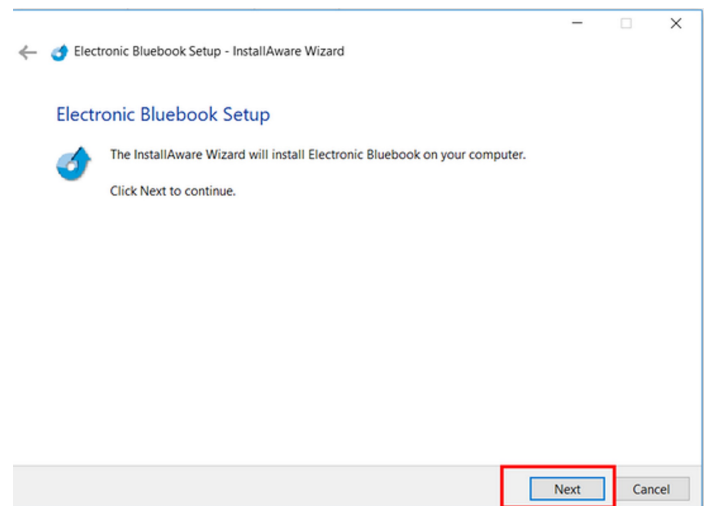 Electronic Bluebook Setup - InstallAware Wizard
Electronic Bluebook Setup
The InstallAware Wizard will install Electronic Bluebook on your computer.
Click Next to continue.
Next
Cancel